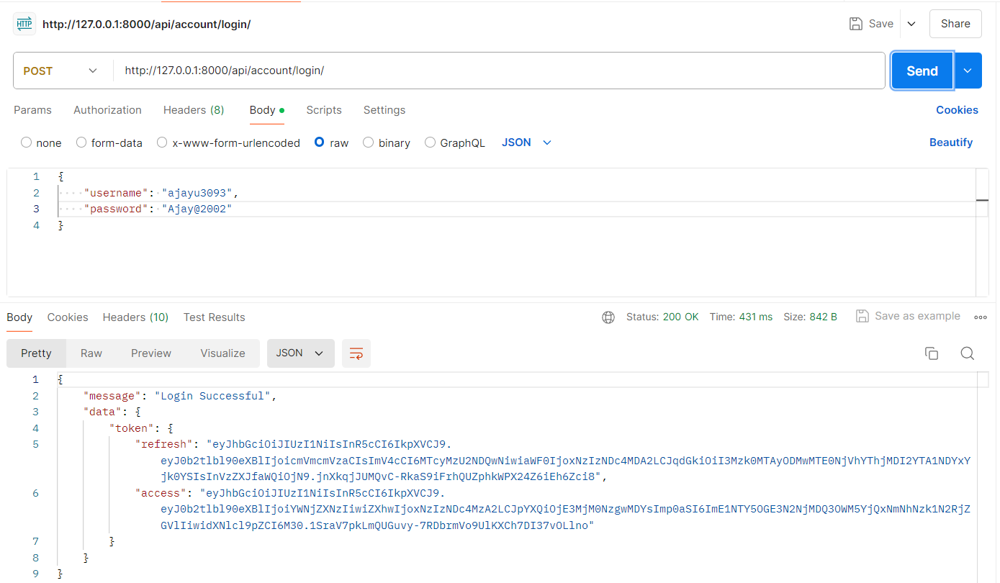 HTTP http://127.0.0.1:8000/api/account/login/ Save Share
POST http://127.0.0.1:8000/api/account/login/ Send
Params Authorization Headers (8) Body Scripts Settings Cookies
none form-data x-www-form-urlencoded raw binary GraphQL JSON Beautify
1 {
2 "username": "ajayu3093",
3 "password": "Ajay@2002"
4 }
Body Cookies Headers (10) Test Results Status: 200 OK Time: 431 ms Size: 842 B Save as example
Pretty Raw Preview Visualize JSON
1 {
2 "message": "Login Successful",
3 "data": {
4 "token": {
5 "refresh": "eyJhbGciOiJIUzI1NiIsInR5cCI6IkpXVCJ9.
eyJ0b2tlbl90eXBlIjoicmVmcmVzaCIsImV4cCI6MTcyMzU2NDQwNiwiaWF0IjoxNzIzNDc4MDA2LCJqdGkiOiI3Mzk0MTAyODMwMTE0NjVhYThjMDI2YTA1NDYxY
jk0YSIsInVzZXJfaWQiOjN9.jnXkqjJUMQvC-RkaS9iFrhQUZphkWPX24Z6iEh6Zci8",
6 "access": "eyJhbGciOiJIUzI1NiIsInR5cCI6IkpXVCJ9.
eyJ0b2tlbl90eXBlIjoiYWNjZXNzIiwiZXhwIjoxNzIzNDc4MzA2LCJpYXQiOjE3MjM0NzgwMDYsImp0aSI6ImE1NTY5OGE3N2NjMDQ3OWM5YjQxNmNhNzk1N2RjZ
GVlIiwidXNlcl9pZCI6M30.1SraV7pkLmQUGuvy-7RDbrmVo9UlKXCh7DI37vOLlno"
7 }
8 }
9 }